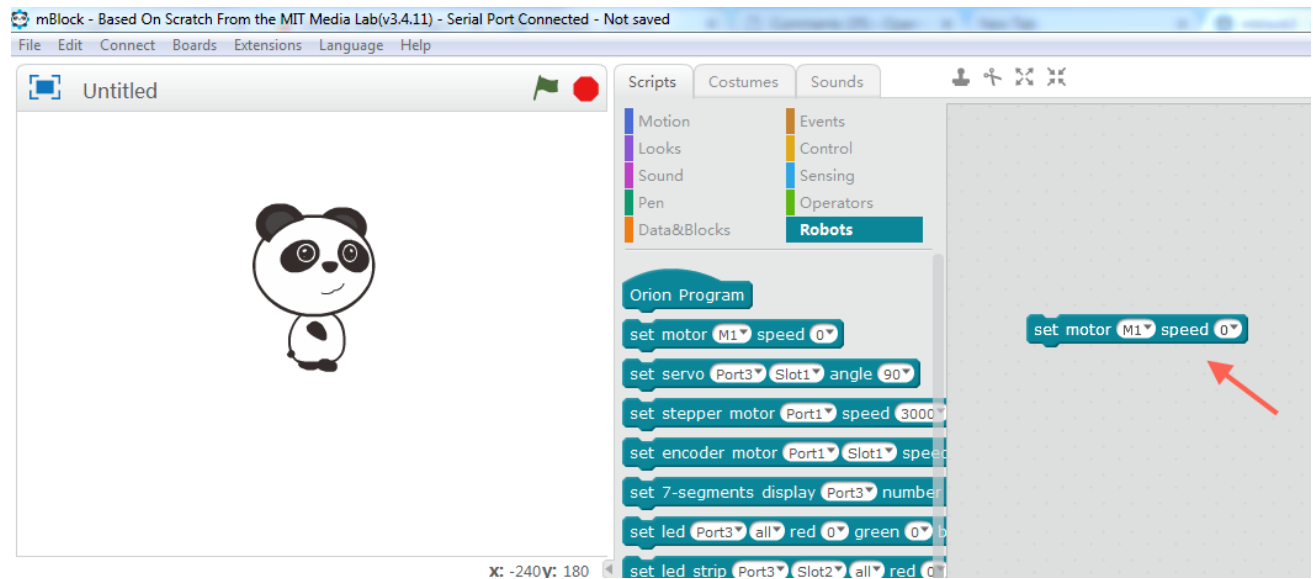 mBlock - Based On Scratch From the MIT Media Lab(v3.4.11) - Serial Port Connected - Not saved
File Edit Connect Boards Extensions Language Help
Untitled
Scripts Costumes Sounds
Motion Events
Looks Control
Sound Sensing
Pen Operators
Data&Blocks Robots
Orion Program
set motor M1 speed 0
set servo Port3 Slot1 angle 90
set stepper motor Port1 speed 3000
set encoder motor Port1 Slot1 speed
set 7-segments display Port3 number
set led Port3 all red 0 green 0 b
set led strip Port3 Slot2 all red 0
set motor M1 speed 0
x: -240 y: 180